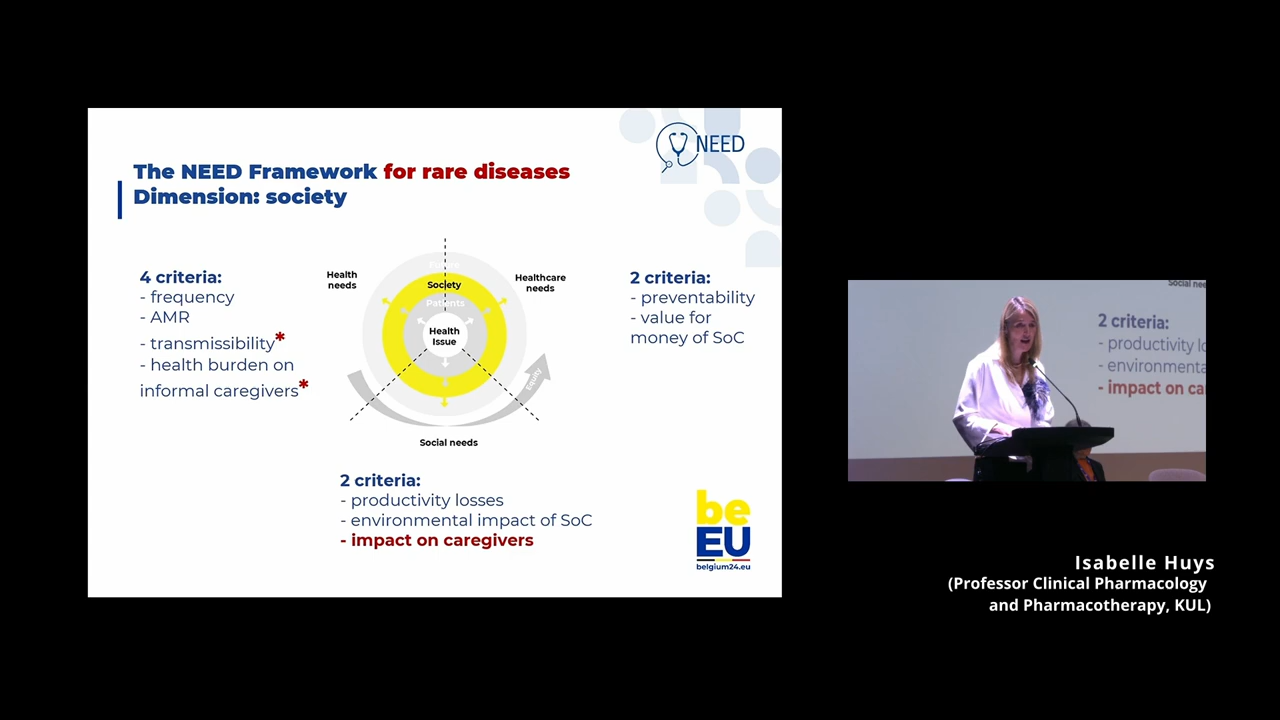 NEED
The NEED Framework for rare diseases
Dimension: society
4 criteria:
- frequency
- AMR
- transmissibility*
- health burden on
informal caregivers*
Health
needs
Healthcare
needs
Future
Society
Patients
Health
Issue
Equity
Social needs
2 criteria:
- preventability
- value for
money of SoC
2 criteria:
- productivity losses
- environmental impact of SoC
- impact on caregivers
be
EU
belgium24.eu
Social nee
2 criteria:
- productivity lo
- environmenta
- impact on ca
Isabelle Huys
(Professor Clinical Pharmacology
and Pharmacotherapy, KUL)